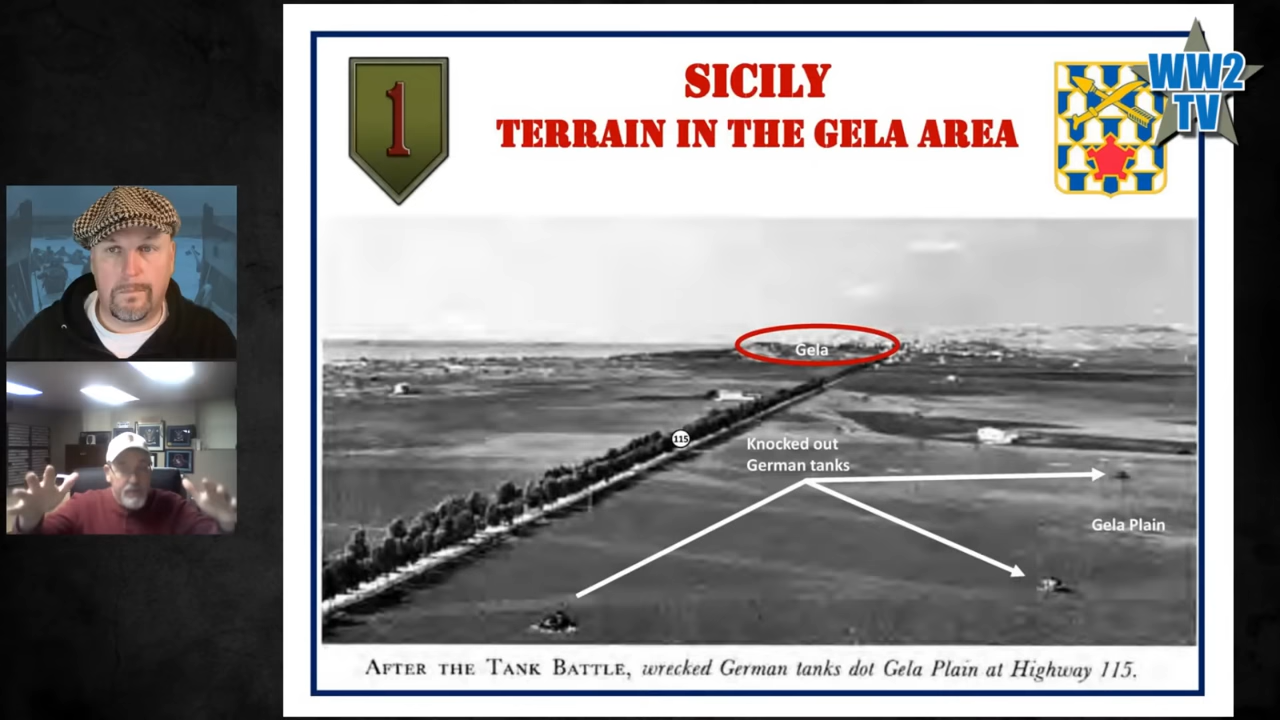 SICILY
TERRAIN IN THE GELA AREA
1
WW2
TV
Gela
115
Knocked out
German tanks
Gela Plain
AFTER THE TANK BATTLE, wrecked German tanks dot Gela Plain at Highway 115.